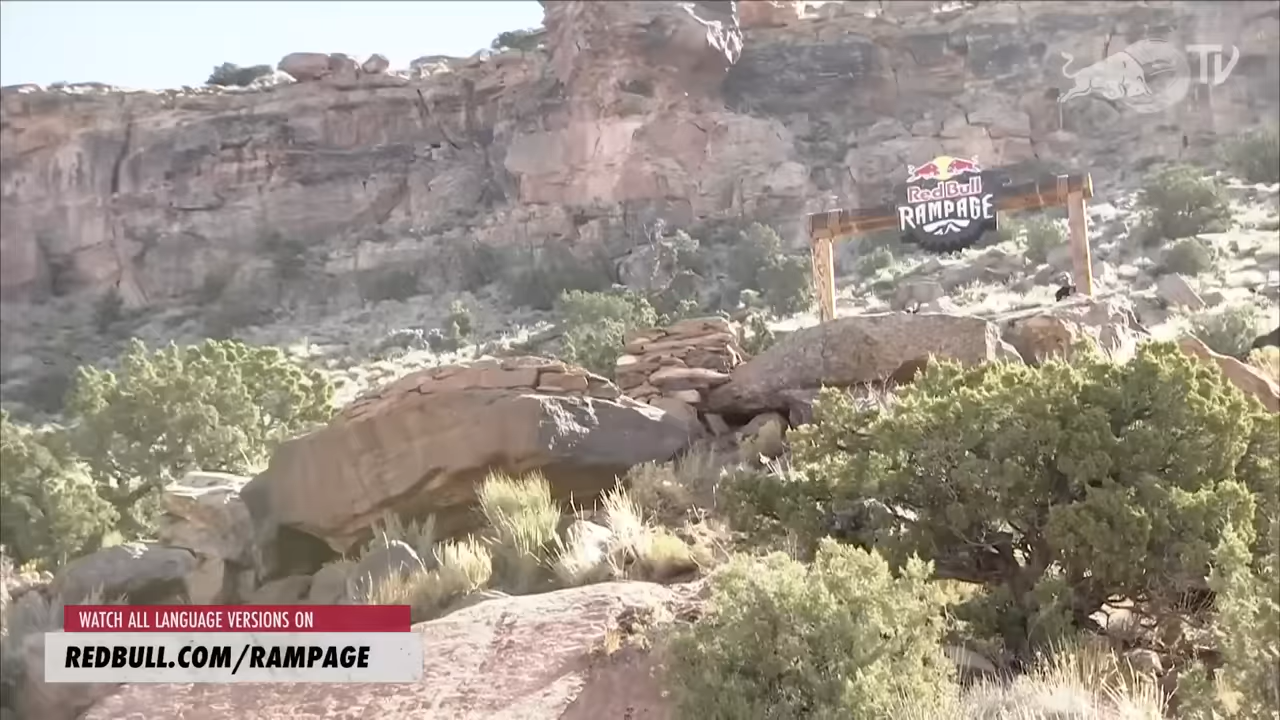 TV
Red Bull
RAMPAGE
WATCH ALL LANGUAGE VERSIONS ON
REDBULL.COM/RAMPAGE